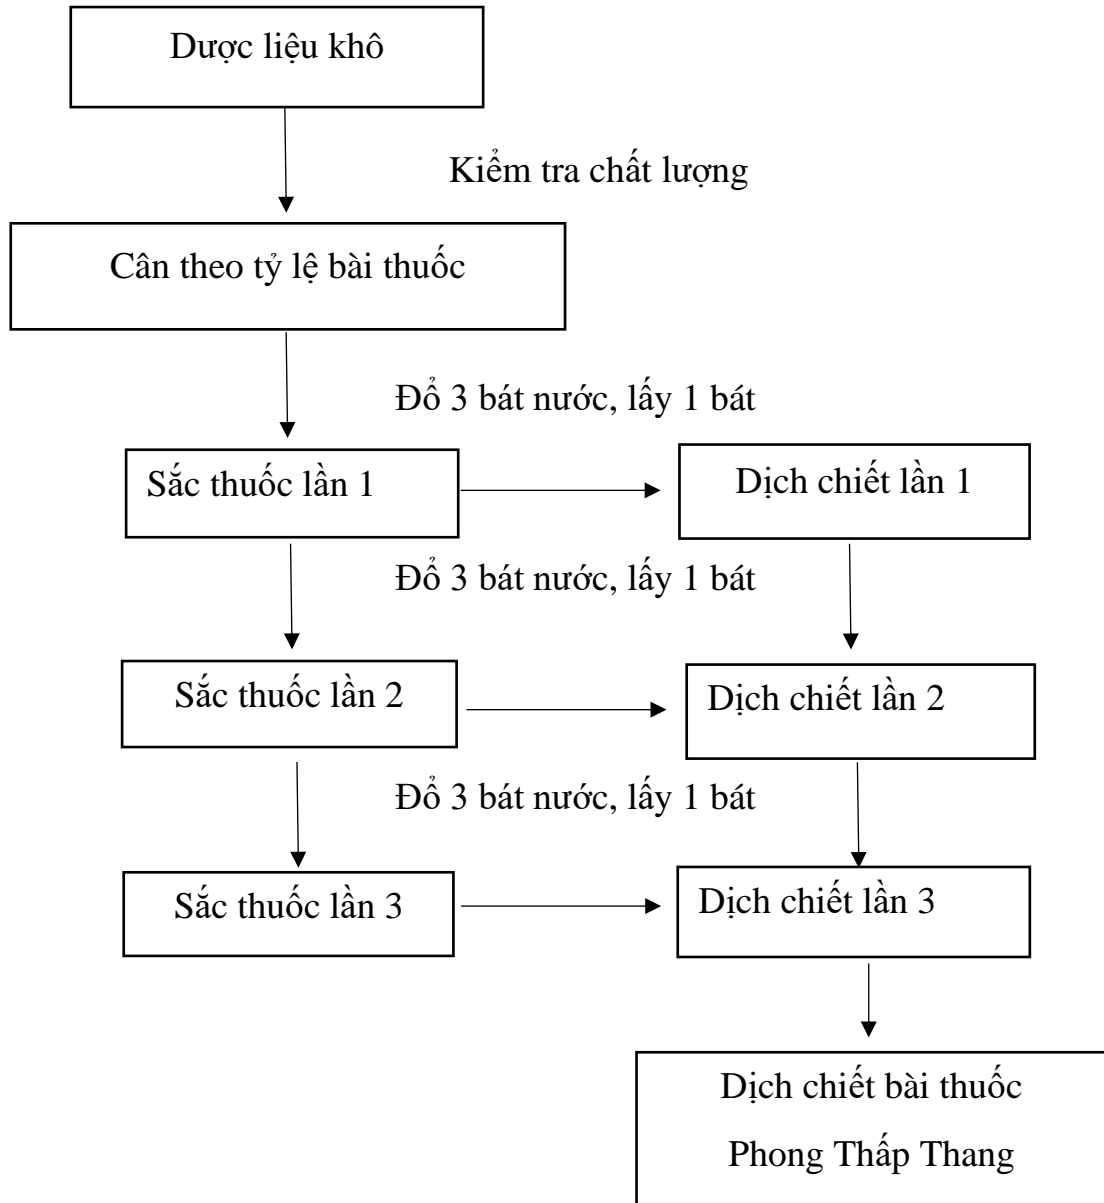 Dược liệu khô
Kiểm tra chất lượng
Cân theo tỷ lệ bài thuốc
Đổ 3 bát nước, lấy 1 bát
Sắc thuốc lần 1
Dịch chiết lần 1
Đổ 3 bát nước, lấy 1 bát
Sắc thuốc lần 2
Dịch chiết lần 2
Đổ 3 bát nước, lấy 1 bát
Sắc thuốc lần 3
Dịch chiết lần 3
Dịch chiết bài thuốc
Phong Thấp Thang